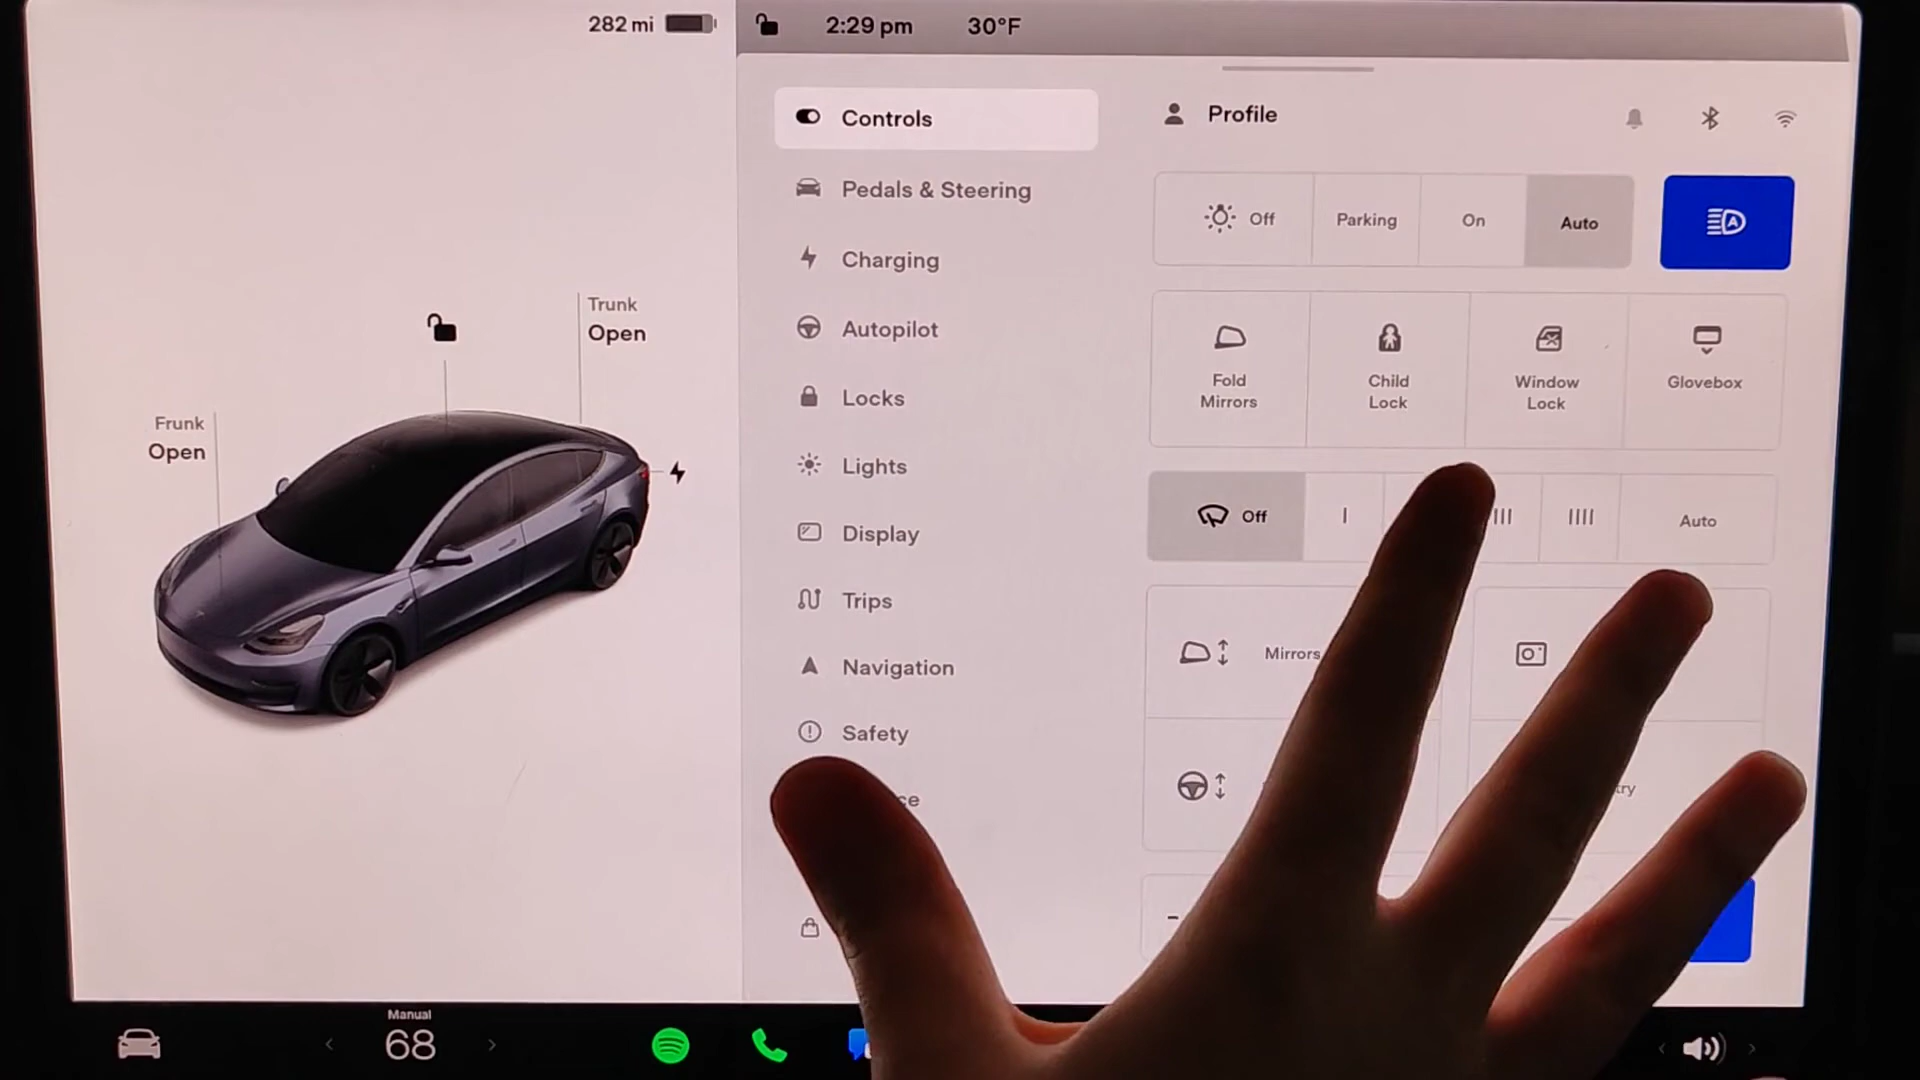 282 mi
2:29 pm
30°F
Controls
Pedals & Steering
Charging
Autopilot
Locks
Lights
Display
Trips
Navigation
Safety
Profile
Off
Parking
On
Auto
Fold
Mirrors
Child
Lock
Window
Lock
Glovebox
Off
I
III
IIII
Auto
Mirrors
Trunk
Open
Frunk
Open
Manual
68